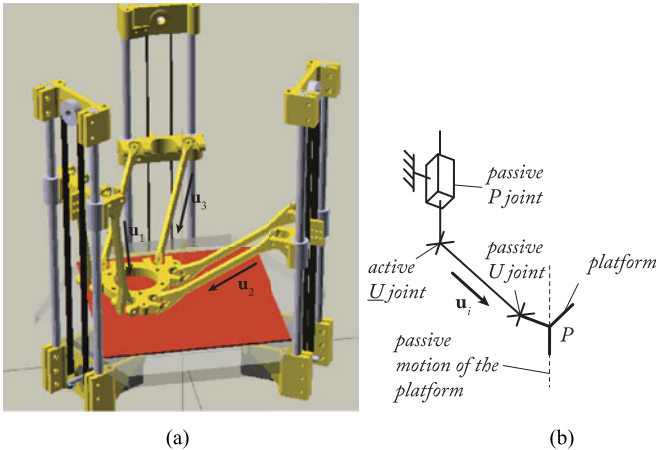 u1
u2
u3
passive
P joint
active
U joint
passive
U joint
platform
ui
P
passive
motion of the
platform
(a)
(b)